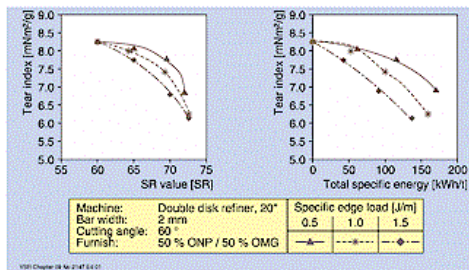 Tear index [mNm²/g]
8.0
9.0
8.5
8.0
7.5
7.0
6.5
6.0
5.5
5.0
55 60 65 70 75
SR value [SR]
Tear index [mNm²/g]
9.0
8.5
8.0
7.5
7.0
6.5
6.0
5.5
5.0
0 50 100 150 200
Total specific energy [kWh/t]
Machine: Double disk refiner, 20"
Bar width: 2 mm
Cutting angle: 60°
Furnish: 50 % ONP / 50 % OMG
Specific edge load [J/m]
0.5 1.0 1.5